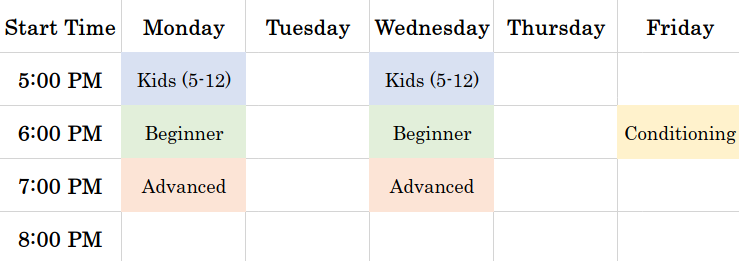 Start Time Monday Tuesday Wednesday Thursday Friday
5:00 PM Kids (5-12) Kids (5-12)
6:00 PM Beginner Beginner Conditioning
7:00 PM Advanced Advanced
8:00 PM